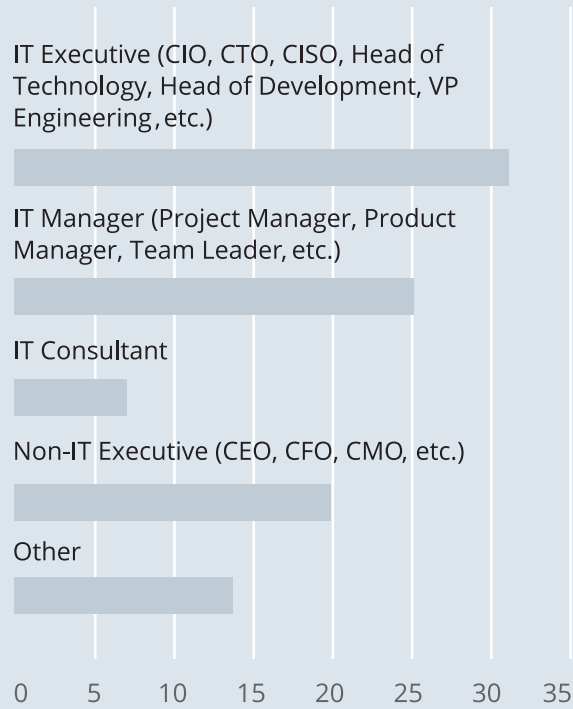 IT Executive (CIO, CTO, CISO, Head of
Technology, Head of Development, VP
Engineering, etc.)
IT Manager (Project Manager, Product
Manager, Team Leader, etc.)
IT Consultant
Non-IT Executive (CEO, CFO, CMO, etc.)
Other
0 5 10 15 20 25 30 35